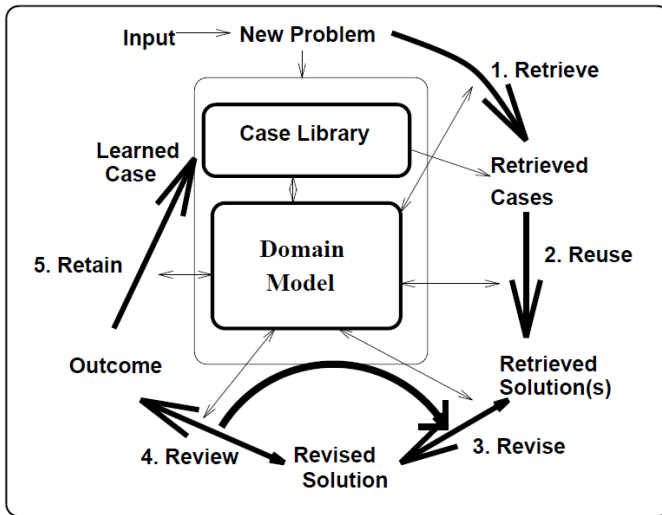 Input
New Problem
1. Retrieve
Case Library
Learned
Case
Retrieved
Cases
Domain
Model
5. Retain
2. Reuse
Outcome
Retrieved
Solution(s)
4. Review
Revised
Solution
3. Revise